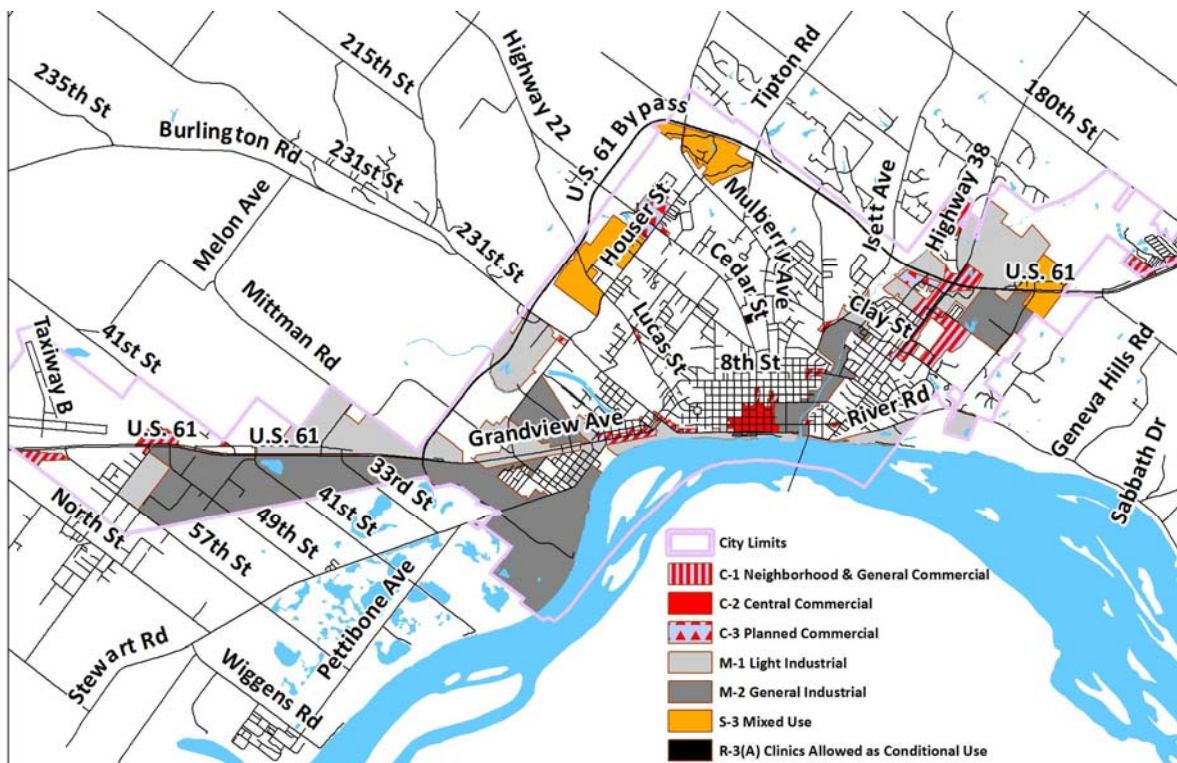 235th St
215th St
Highway 22
Tipton Rd
180th St
Burlington Rd
231st St
U.S. 61 Bypass
Melon Ave
231st St
Houser St
Mulberry Ave
Isett Ave
Highway 38
Cedar St
U.S. 61
Mittman Rd
Lucas St
Clay St
Taxiway B
41st St
8th St
Geneva Hills Rd
U.S. 61
U.S. 61
Grandview Ave
River Rd
Sabbath Dr
33rd St
41st St
49th St
57th St
North St
Pettibone Ave
Stewart Rd
Wiggens Rd
City Limits
C-1 Neighborhood & General Commercial
C-2 Central Commercial
C-3 Planned Commercial
M-1 Light Industrial
M-2 General Industrial
S-3 Mixed Use
R-3(A) Clinics Allowed as Conditional Use